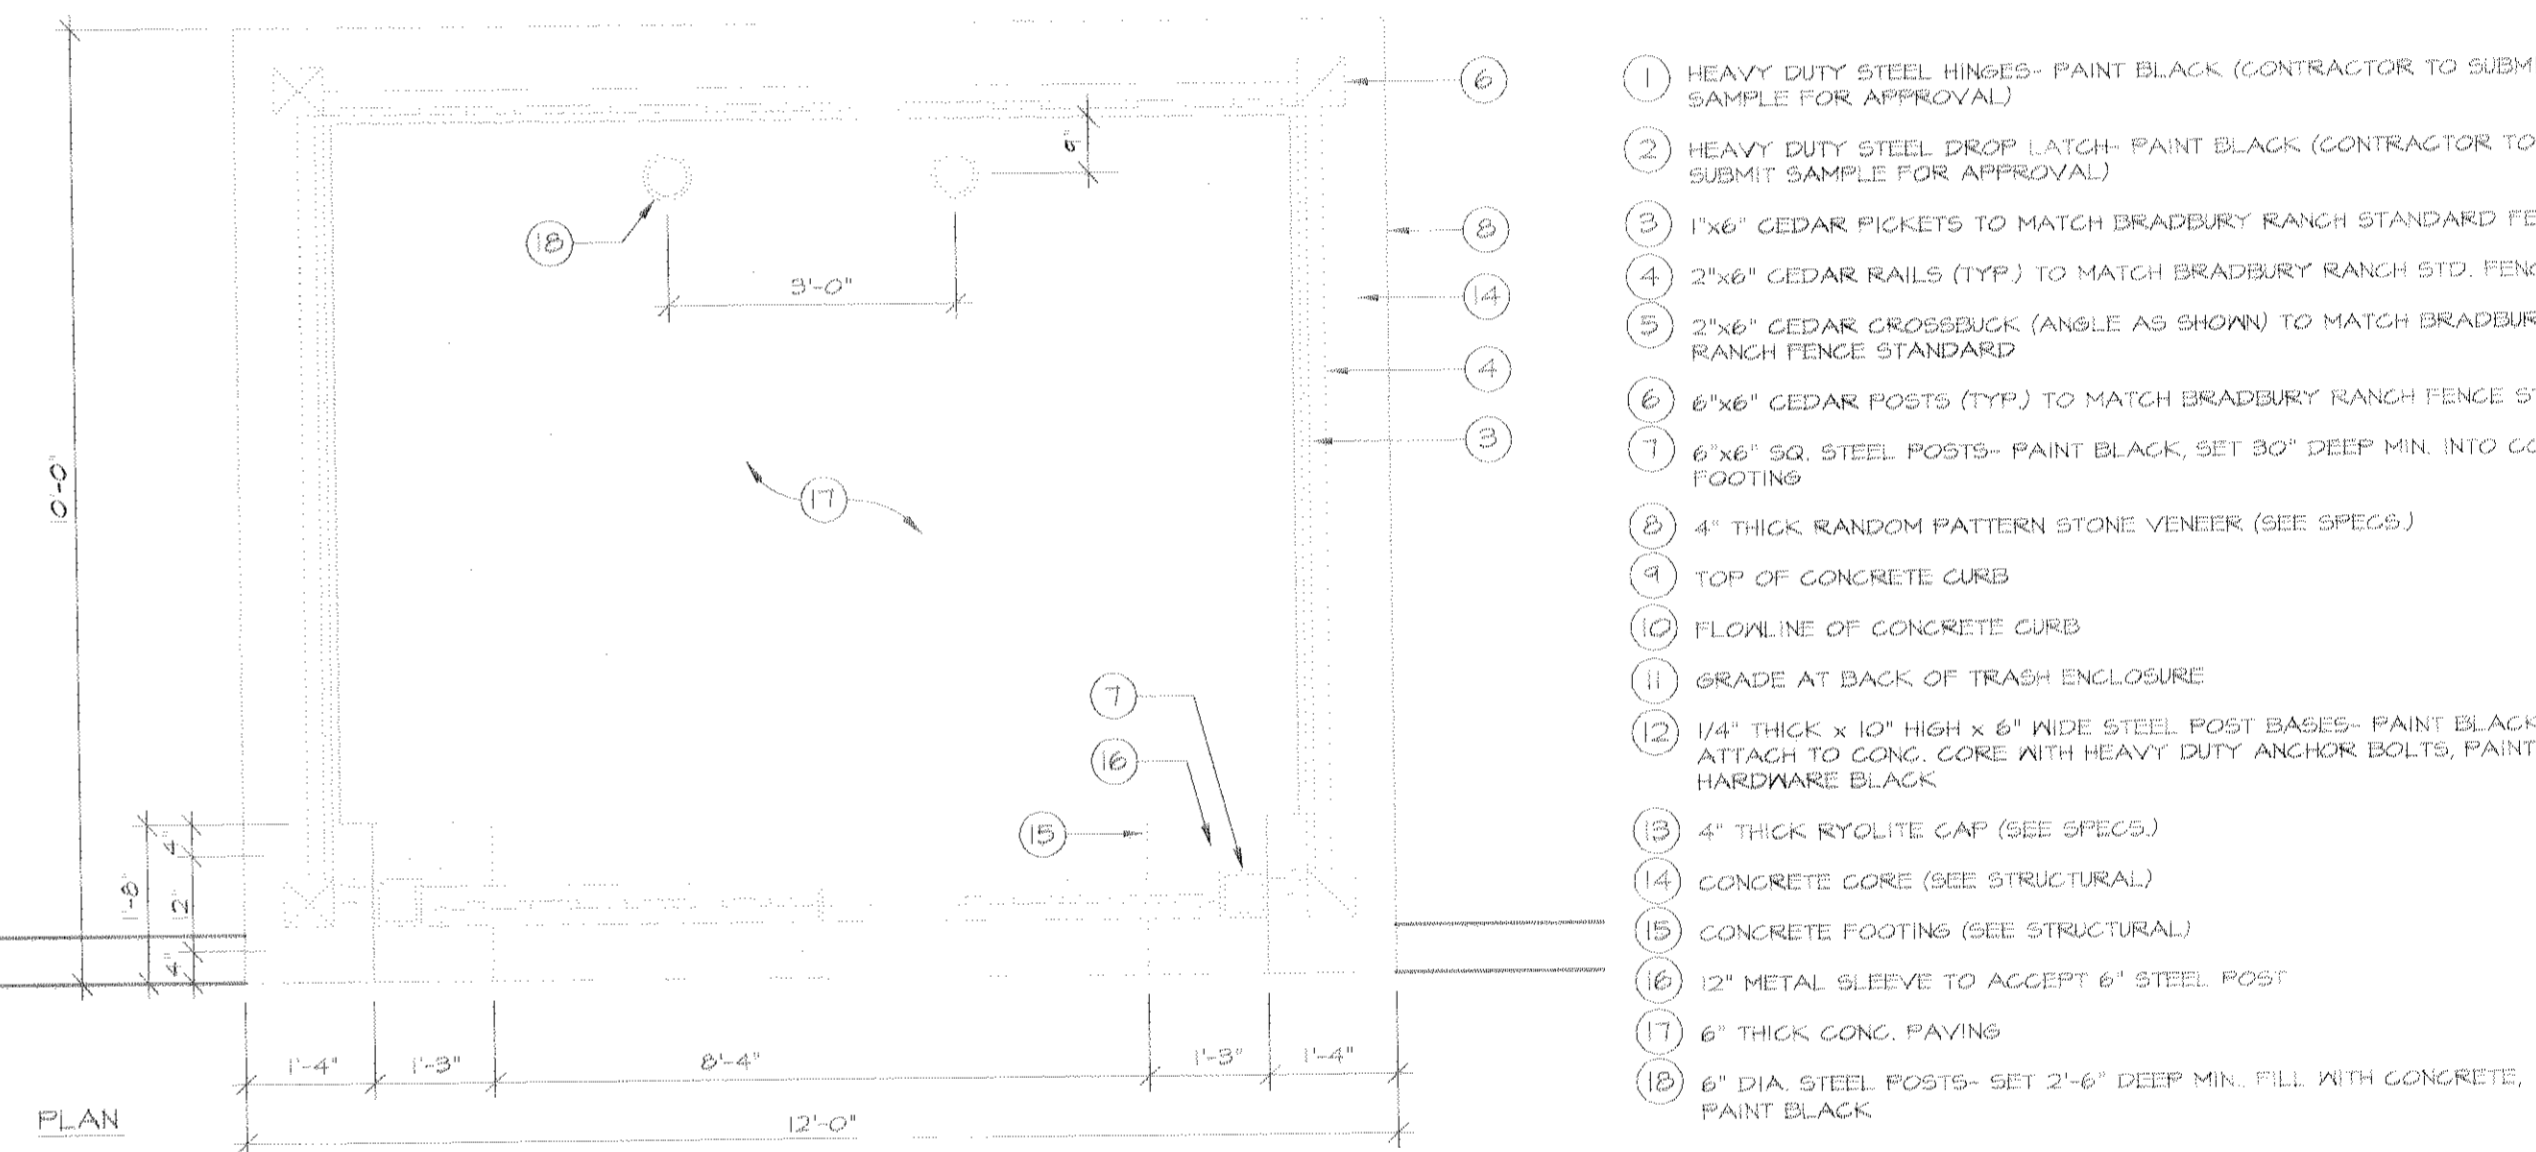 6
9"
18
8
3'-0"
14
4
3
10'-0"
17
7
16
15
4"
1'-8"
12"
4"
1'-4"
1'-3"
8'-4"
1'-3"
1'-4"
12'-0"
PLAN
1 HEAVY DUTY STEEL HINGES- PAINT BLACK (CONTRACTOR TO SUBM
SAMPLE FOR APPROVAL)
2 HEAVY DUTY STEEL DROP LATCH- PAINT BLACK (CONTRACTOR TO
SUBMIT SAMPLE FOR APPROVAL)
3 1"x6" CEDAR PICKETS TO MATCH BRADBURY RANCH STANDARD FE
4 2"x6" CEDAR RAILS (TYP.) TO MATCH BRADBURY RANCH STD. FENC
5 2"x6" CEDAR CROSSBUCK (ANGLE AS SHOWN) TO MATCH BRADBUR
RANCH FENCE STANDARD
6 6"x6" CEDAR POSTS (TYP.) TO MATCH BRADBURY RANCH FENCE S
7 6"x6" SQ. STEEL POSTS- PAINT BLACK, SET 30" DEEP MIN. INTO CO
FOOTING
8 4" THICK RANDOM PATTERN STONE VENEER (SEE SPECS.)
9 TOP OF CONCRETE CURB
10 FLOWLINE OF CONCRETE CURB
11 GRADE AT BACK OF TRASH ENCLOSURE
12 1/4" THICK x 10" HIGH x 6" WIDE STEEL POST BASES- PAINT BLACK
ATTACH TO CONC. CORE WITH HEAVY DUTY ANCHOR BOLTS, PAINT
HARDWARE BLACK
13 4" THICK RYOLITE CAP (SEE SPECS.)
14 CONCRETE CORE (SEE STRUCTURAL)
15 CONCRETE FOOTING (SEE STRUCTURAL)
16 12" METAL SLEEVE TO ACCEPT 6" STEEL POST
17 6" THICK CONC. PAVING
18 6" DIA. STEEL POSTS- SET 2'-6" DEEP MIN. FILL WITH CONCRETE,
PAINT BLACK